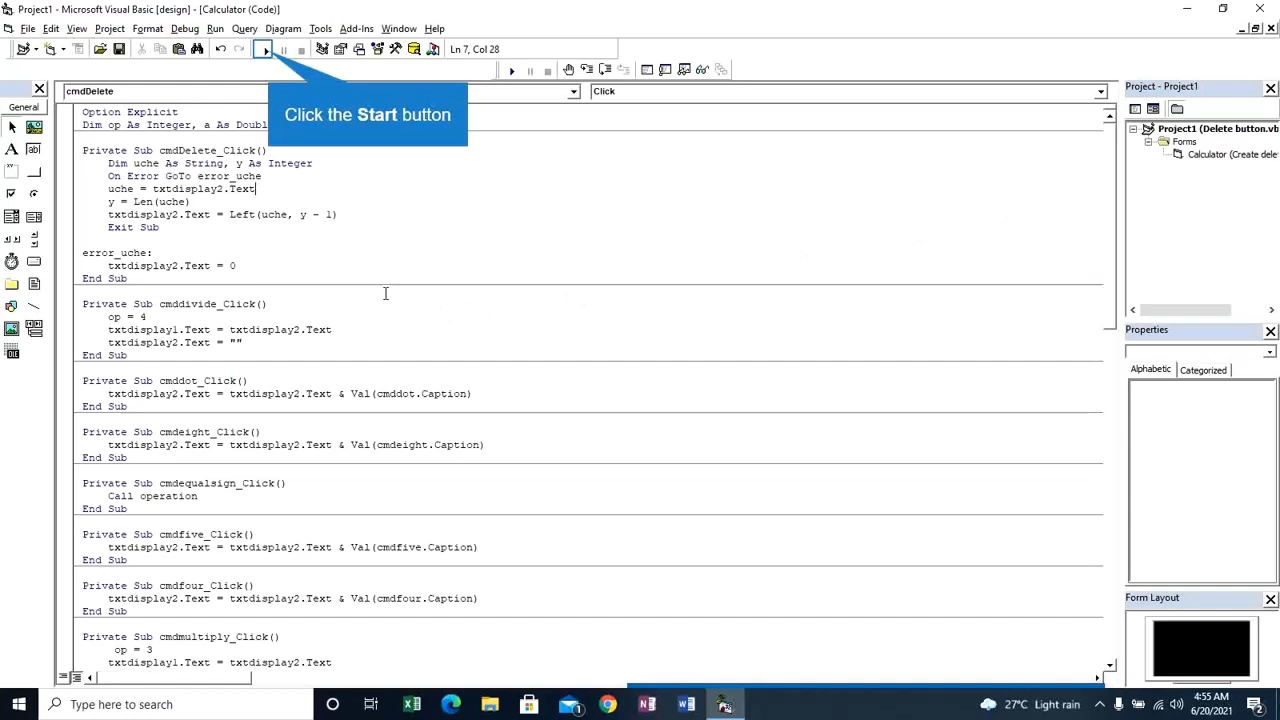 Project1 - Microsoft Visual Basic [design] - [Calculator (Code)]
File Edit View Project Format Debug Run Query Diagram Tools Add-Ins Window Help
Ln 7, Col 28
cmdDelete
Click
General
Click the Start button
Option Explicit
Dim op As Integer, a As Doubl
Private Sub cmdDelete_Click()
Dim uche As String, y As Integer
On Error GoTo error_uche
uche = txtdisplay2.Text
y = Len(uche)
txtdisplay2.Text = Left(uche, y - 1)
Exit Sub
error_uche:
txtdisplay2.Text = 0
End Sub
Private Sub cmddivide_Click()
op = 4
txtdisplay1.Text = txtdisplay2.Text
txtdisplay2.Text = ""
End Sub
Private Sub cmddot_Click()
txtdisplay2.Text = txtdisplay2.Text & Val(cmddot.Caption)
End Sub
Private Sub cmdeight_Click()
txtdisplay2.Text = txtdisplay2.Text & Val(cmdeight.Caption)
End Sub
Private Sub cmdequalsign_Click()
Call operation
End Sub
Private Sub cmdfive_Click()
txtdisplay2.Text = txtdisplay2.Text & Val(cmdfive.Caption)
End Sub
Private Sub cmdfour_Click()
txtdisplay2.Text = txtdisplay2.Text & Val(cmdfour.Caption)
End Sub
Private Sub cmdmultiply_Click()
op = 3
txtdisplay1.Text = txtdisplay2.Text
Project - Project1
Project1 (Delete button.vb
Forms
Calculator (Create dele
Properties
Alphabetic Categorized
Form Layout
Type here to search
27°C Light rain
4:55 AM
6/20/2021